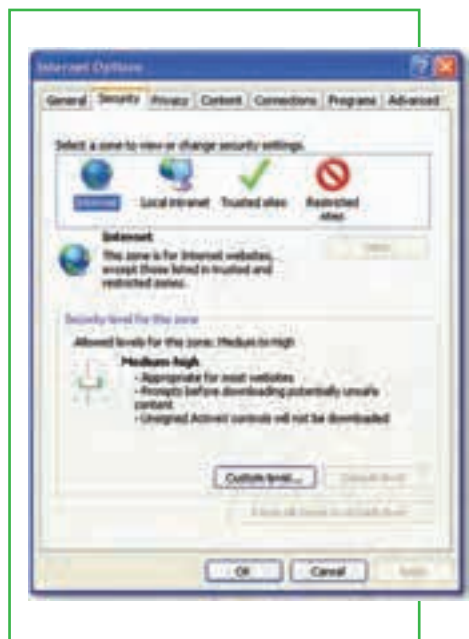 Internet Options
General Security Privacy Content Connections Programs Advanced
Select a zone to view or change security settings.
Internet Local intranet Trusted sites Restricted
sites
Internet
This zone is for Internet websites,
except those listed in trusted and
restricted zones.
Sites
Security level for this zone
Allowed levels for this zone: Medium to High
Medium-high
- Appropriate for most websites
- Prompts before downloading potentially unsafe
content
- Unsigned ActiveX controls will not be downloaded
Custom level... Default level
OK Cancel Apply